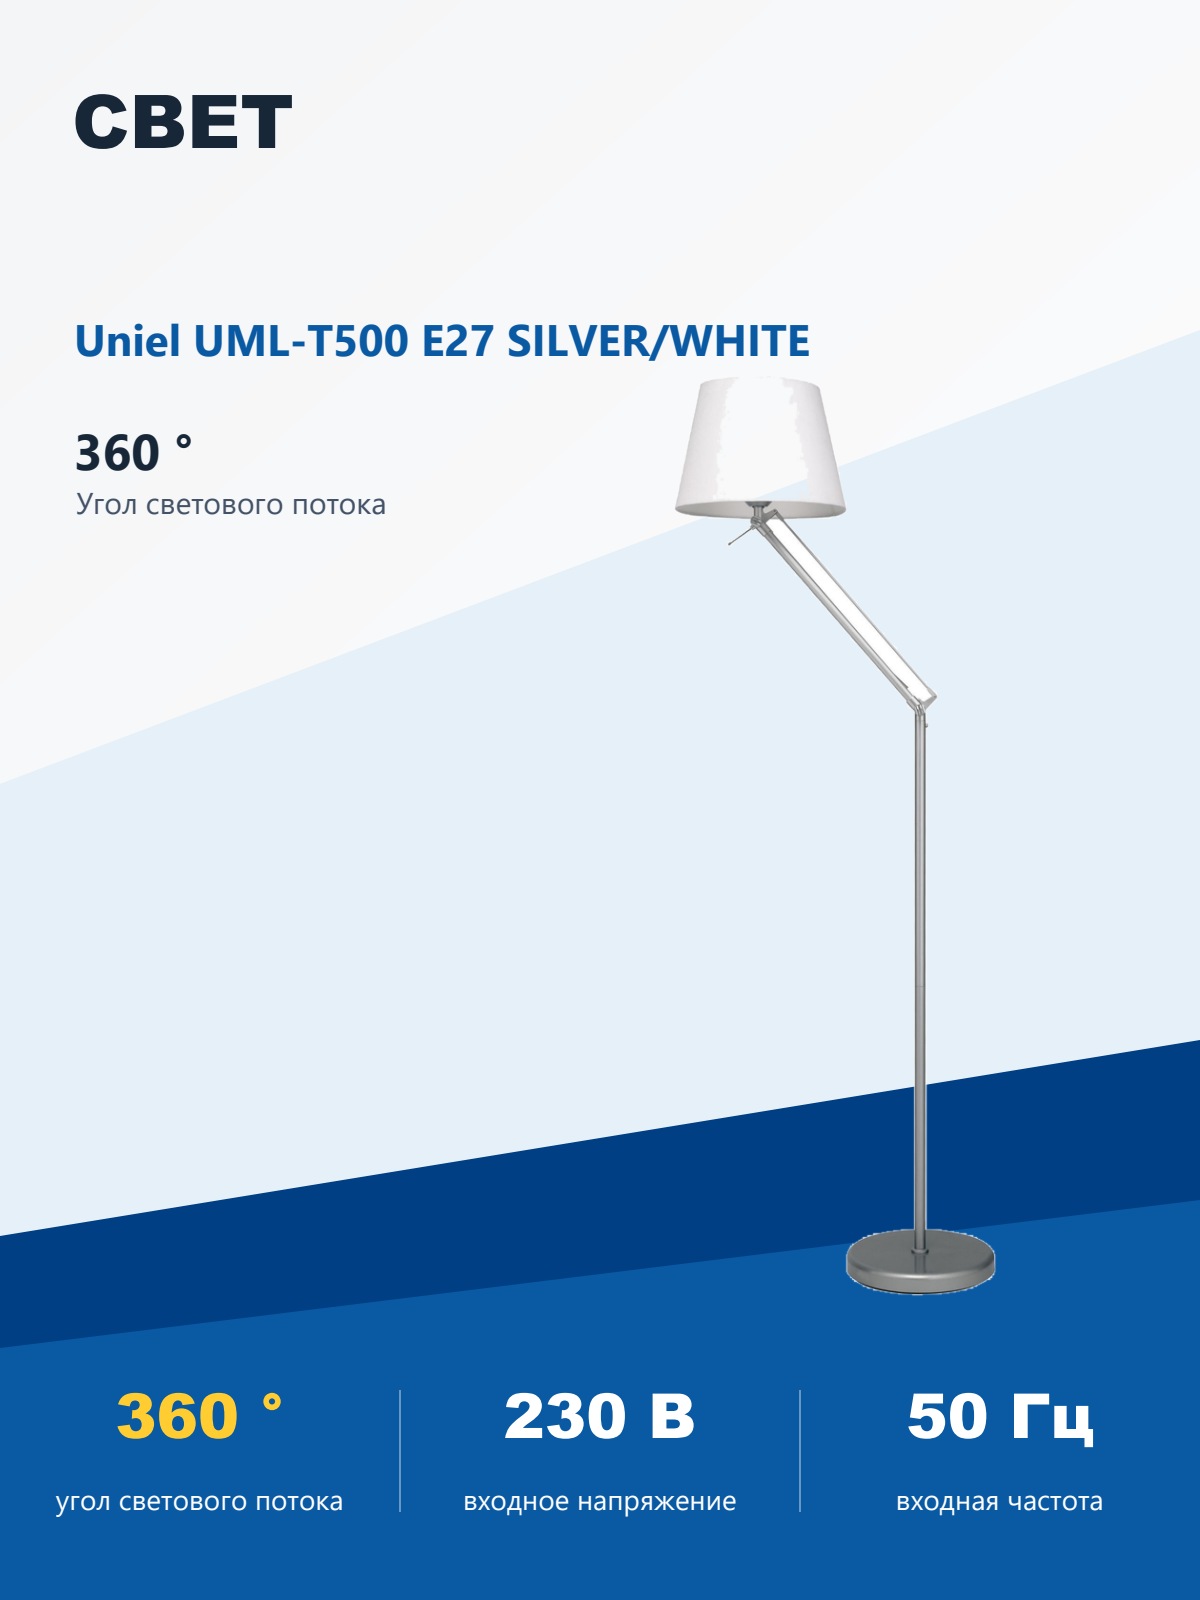 СВЕТ
Uniel UML-T500 E27 SILVER/WHITE
360 °
Угол светового потока
360 °
угол светового потока
230 В
входное напряжение
50 Гц
входная частота